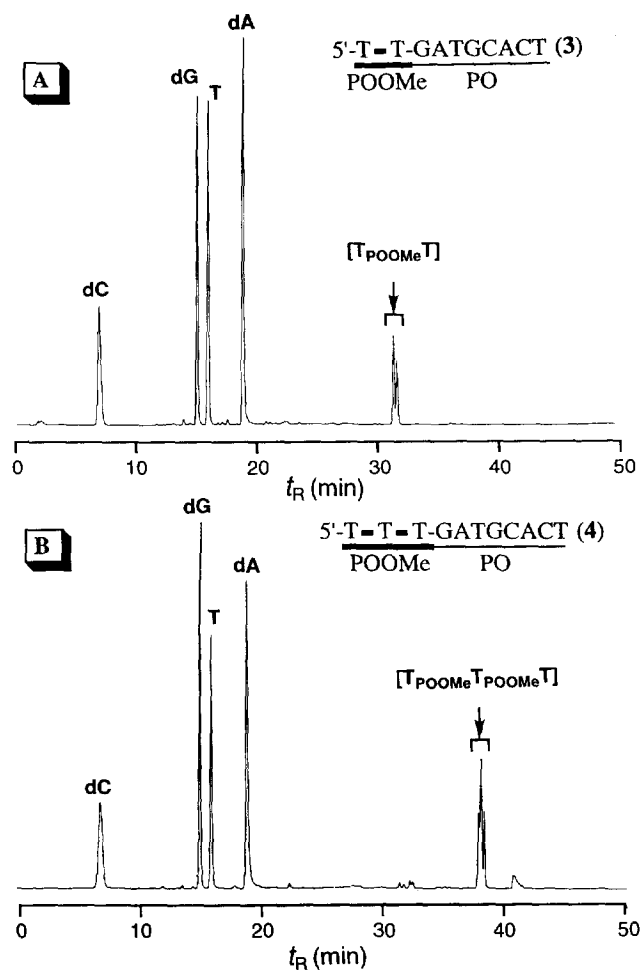 A
5'-T-T-GATGCACT (3)
POOMe PO
dC
dG
T
dA
[TPOOMeT]
0 10 20 30 40 50
tR (min)
B
5'-T-T-T-GATGCACT (4)
POOMe PO
dC
dG
T
dA
[TPOOMeTPOOMeT]
0 10 20 30 40 50
tR (min)